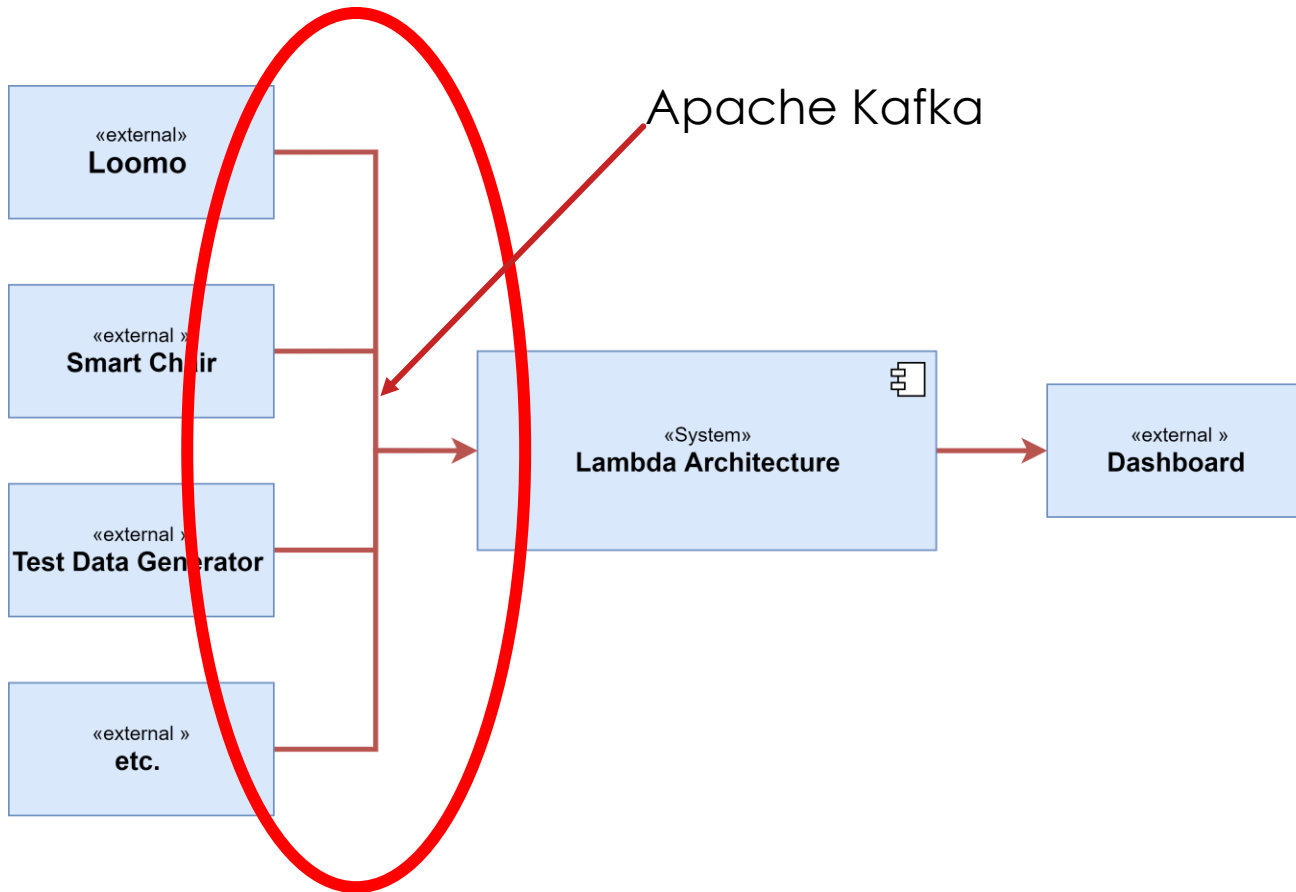 Apache Kafka
«external»
Loomo
«external »
Smart Chair
«external »
Test Data Generator
«external »
etc.
«System»
Lambda Architecture
«external »
Dashboard